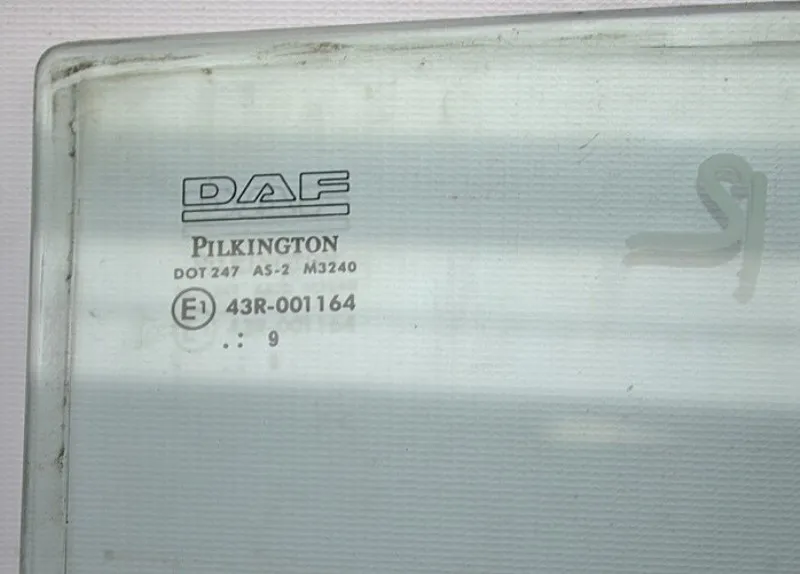 DAF
PILKINGTON
DOT 247 AS-2 M3240
E1 43R-001164
.: 9